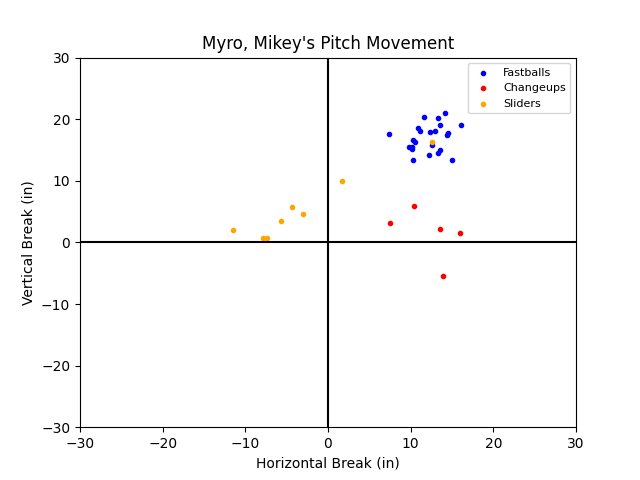 Myro, Mikey's Pitch Movement
Fastballs
Changeups
Sliders
30
20
10
0
−10
−20
−30
Vertical Break (in)
−30
−20
−10
0
10
20
30
Horizontal Break (in)